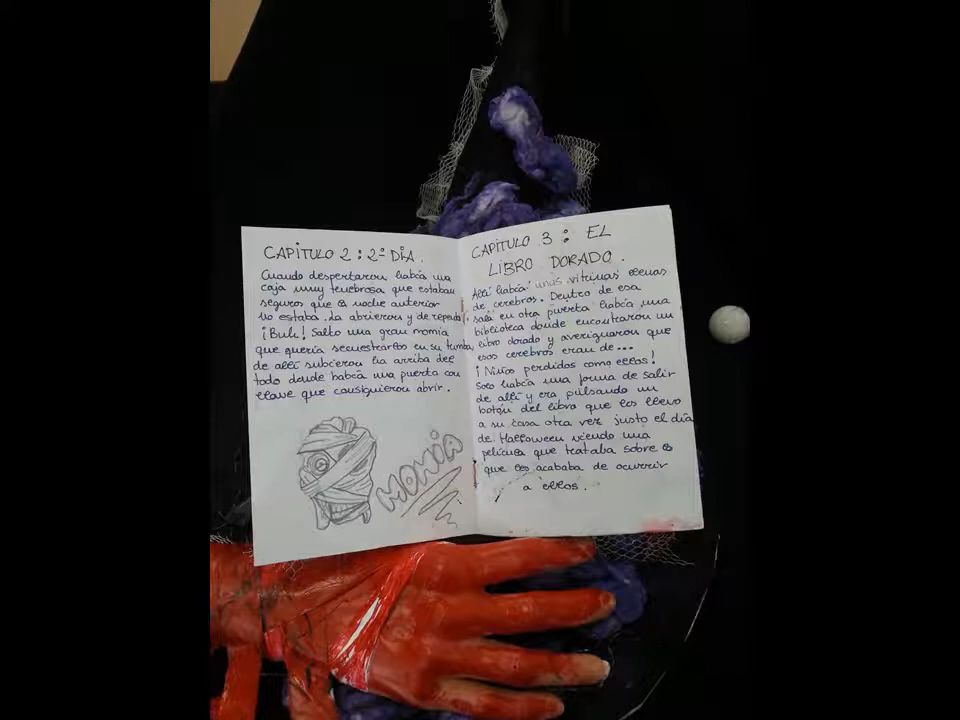 CAPÍTULO 2 : 2º DÍA.
Cuando despertaron había una
caja muy tenebrosa que estaban
seguros que la noche anterior
no estaba. La abrieron y de repente
¡Buh! Salto una gran momia
que quería secuestrarlos en su tumba,
de allí subieron ha arriba del
todo donde había una puerta con
llave que consiguieron abrir.
MOMIA
CAPÍTULO 3 : EL
LIBRO DORADO.
Allí había unas vitrinas llenas
de cerebros. Dentro de esa
sala en otra puerta había una
biblioteca donde encontraron un
libro dorado y averiguaron que
esos cerebros eran de...
¡Niños perdidos como ellos!
Solo había una forma de salir
de allí y era pulsando un
botón del libro que los llevo
a su casa otra vez justo el día
de Halloween viendo una
película que trataba sobre lo
que les acababa de ocurrir
a ellos.